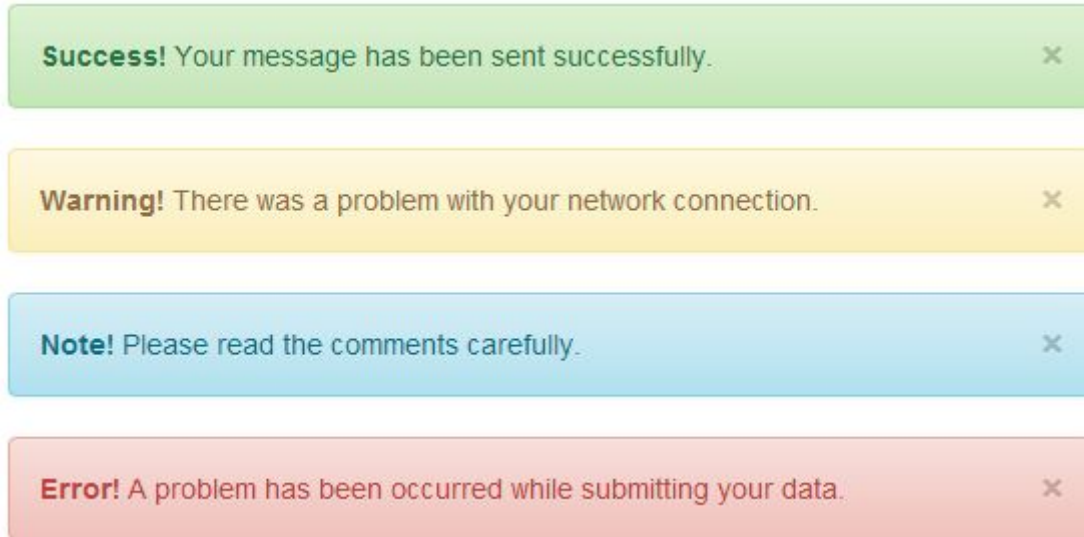 Success! Your message has been sent successfully. ×
Warning! There was a problem with your network connection. ×
Note! Please read the comments carefully. ×
Error! A problem has been occurred while submitting your data. ×